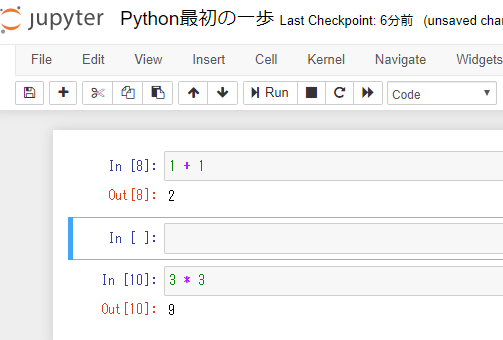 jupyter Python最初の一歩 Last Checkpoint: 6分前 (unsaved cha
File Edit View Insert Cell Kernel Navigate Widgets
Run Code
In [8]: 1 + 1
Out[8]: 2
In [ ]:
In [10]: 3 * 3
Out[10]: 9